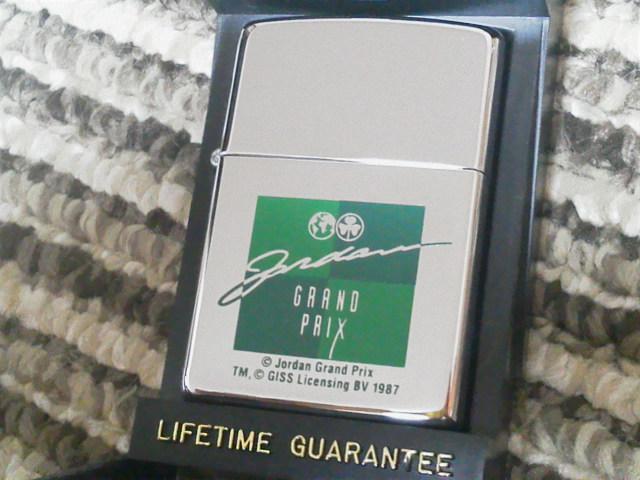 Jordan
GRAND
PRIX
© Jordan Grand Prix
TM, © GISS Licensing BV 1987
LIFETIME GUARANTEE